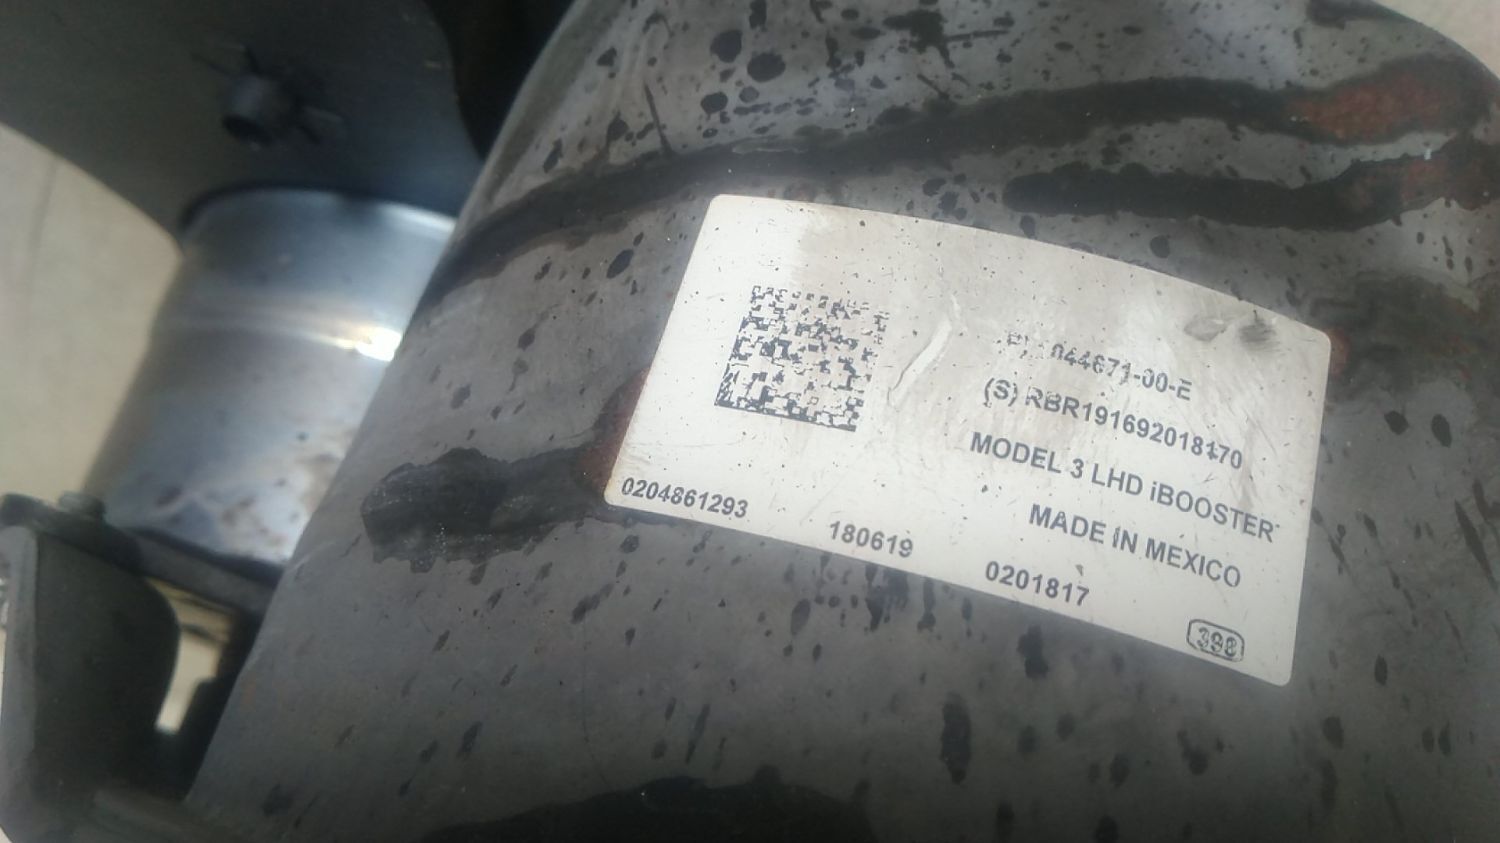 044671-00-E
(S) RBR191692018170
MODEL 3 LHD iBOOSTER
MADE IN MEXICO
0204861293
180619
0201817
398